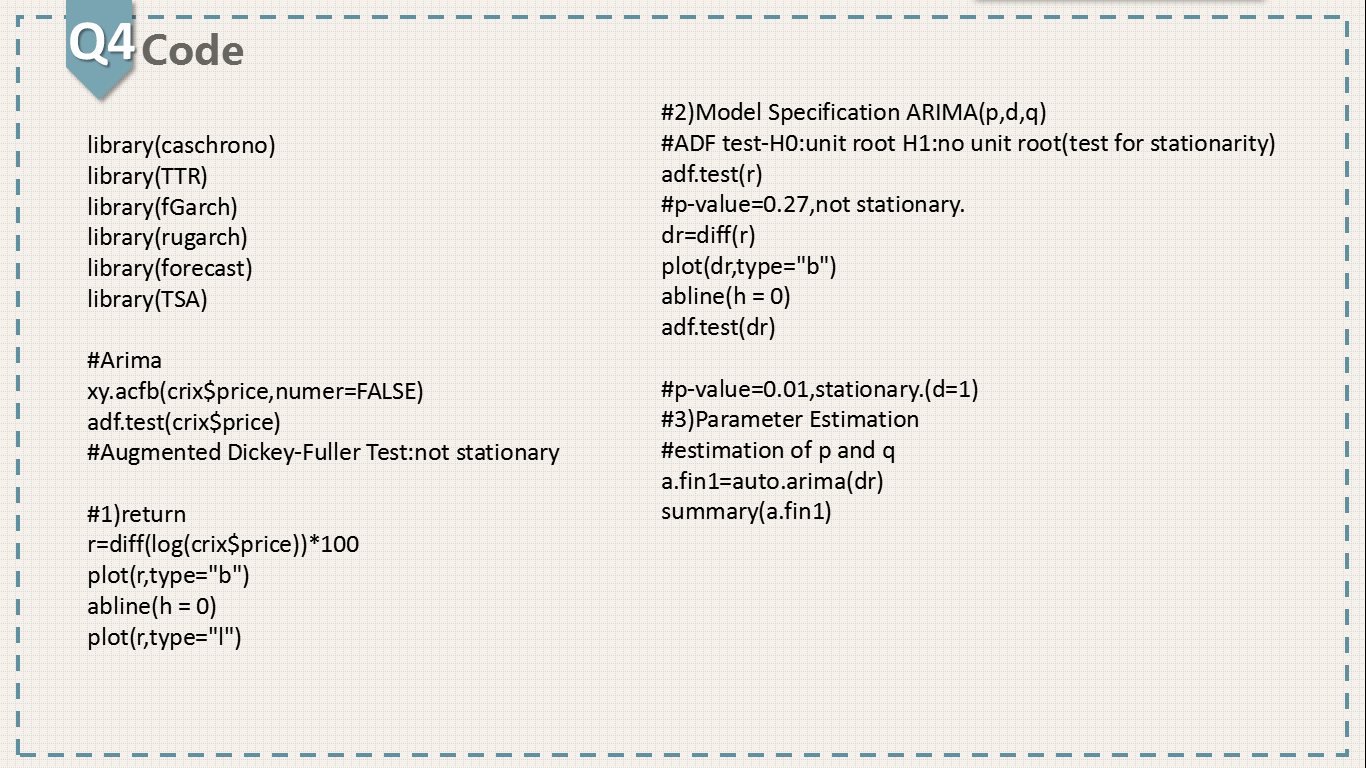 Q4 Code
library(caschrono)
library(TTR)
library(fGarch)
library(rugarch)
library(forecast)
library(TSA)
#Arima
xy.acfb(crix$price,numer=FALSE)
adf.test(crix$price)
#Augmented Dickey-Fuller Test:not stationary
#1)return
r=diff(log(crix$price))*100
plot(r,type="b")
abline(h = 0)
plot(r,type="l")
#2)Model Specification ARIMA(p,d,q)
#ADF test-H0:unit root H1:no unit root(test for stationarity)
adf.test(r)
#p-value=0.27,not stationary.
dr=diff(r)
plot(dr,type="b")
abline(h = 0)
adf.test(dr)
#p-value=0.01,stationary.(d=1)
#3)Parameter Estimation
#estimation of p and q
a.fin1=auto.arima(dr)
summary(a.fin1)